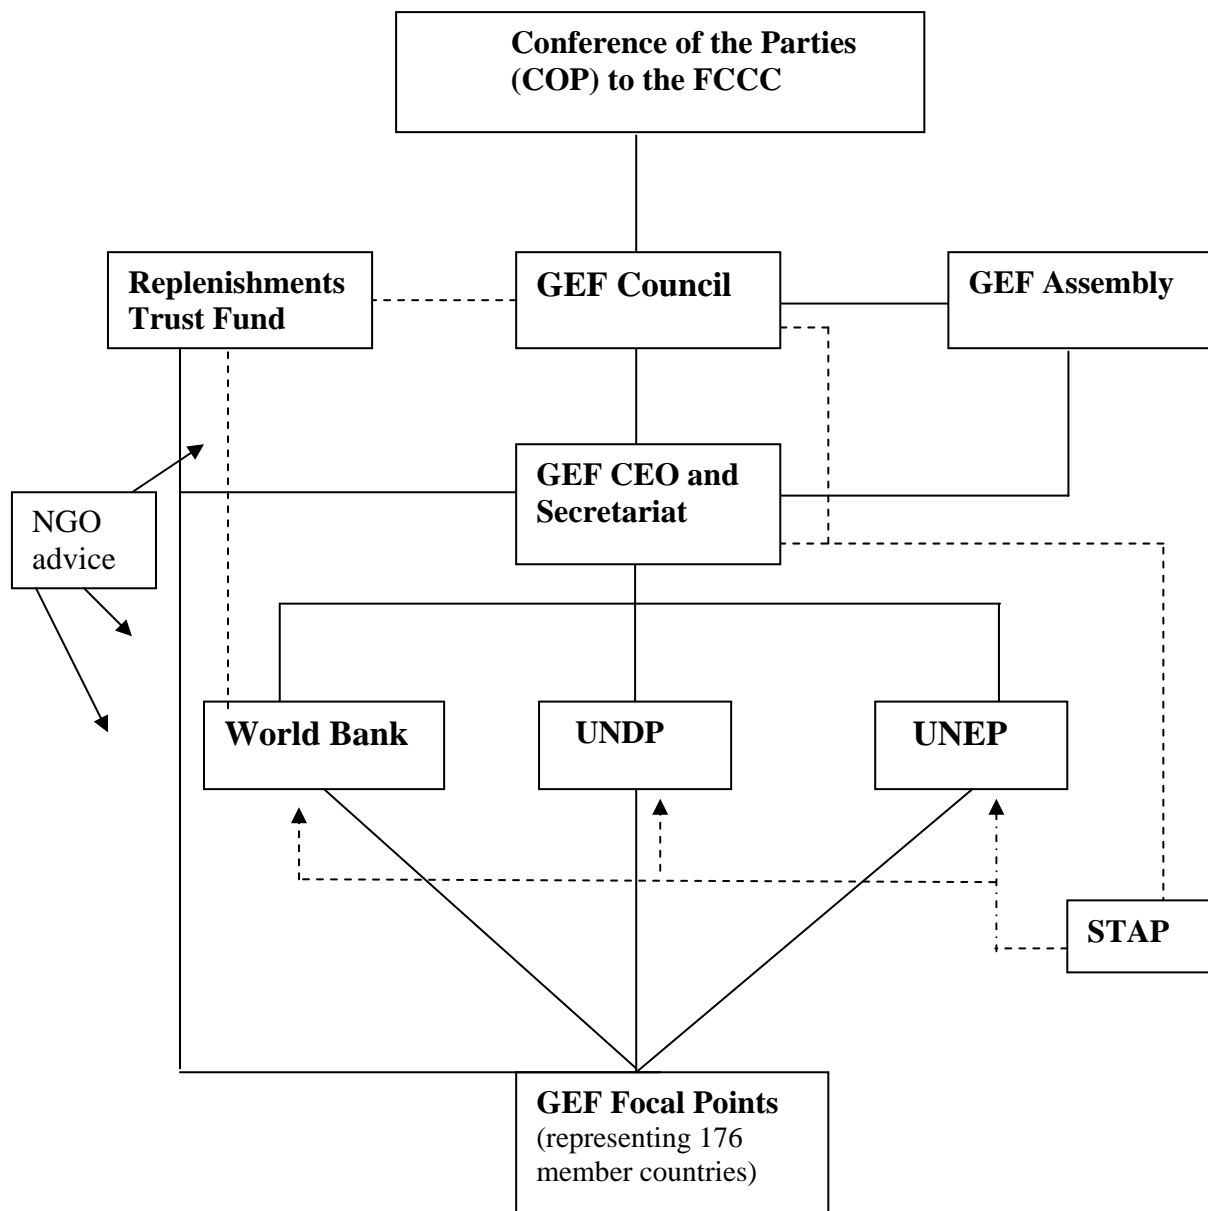 Conference of the Parties
(COP) to the FCCC
Replenishments
Trust Fund
GEF Council
GEF Assembly
GEF CEO and
Secretariat
NGO
advice
World Bank
UNDP
UNEP
STAP
GEF Focal Points
(representing 176
member countries)